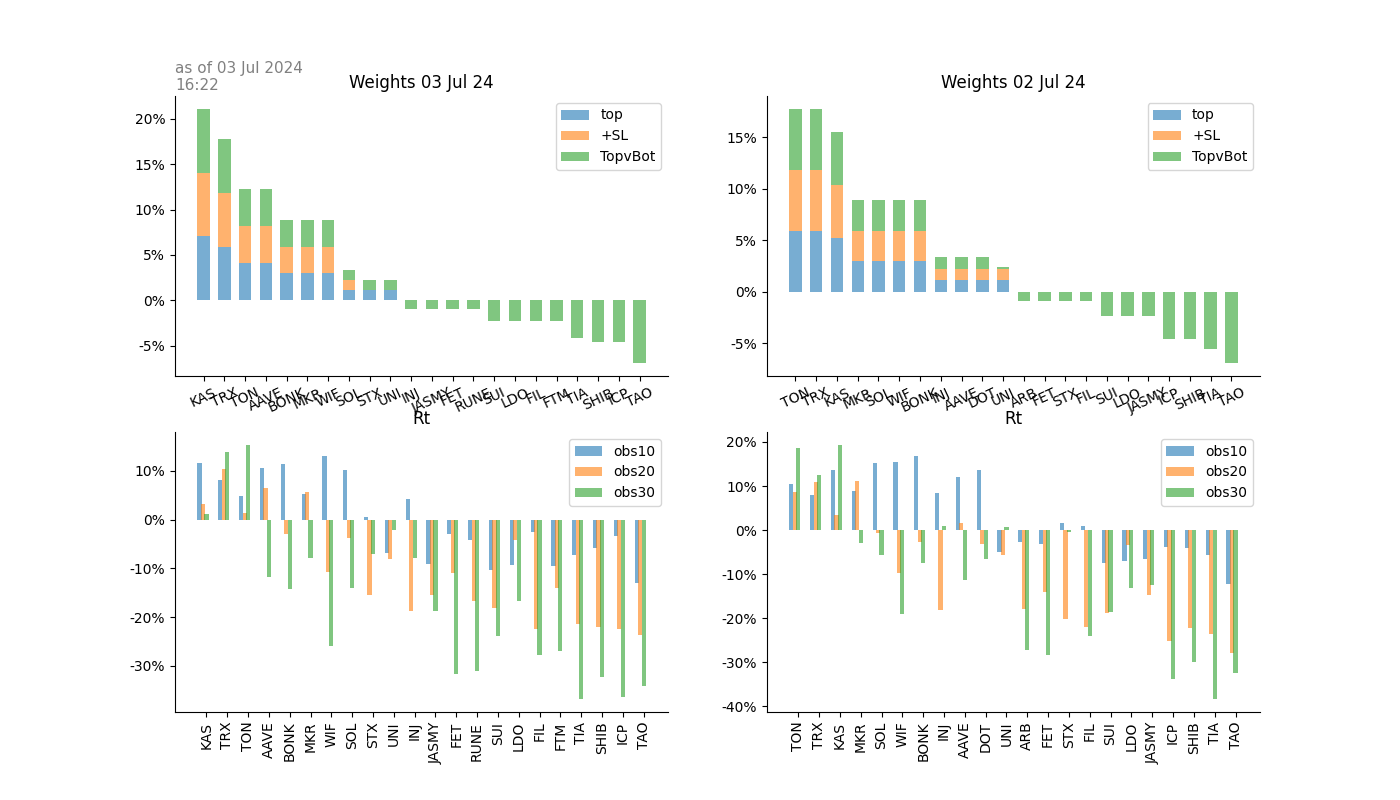 as of 03 Jul 2024
16:22
Weights 03 Jul 24
20%
15%
10%
5%
0%
-5%
top
+SL
TopvBot
KAS TRX TON AAVE BONK MKR WIF SOL STX UNI INJ JASMY FET RUNE SUI LDO FIL FTM TIA SHIB ICP TAO
Weights 02 Jul 24
15%
10%
5%
0%
-5%
top
+SL
TopvBot
TON TRX KAS MKR SOL WIF BONK INJ AAVE DOT UNI ARB FET STX FIL SUI LDO JASMY ICP SHIB TIA TAO
Rt
10%
0%
-10%
-20%
-30%
obs10
obs20
obs30
KAS TRX TON AAVE BONK MKR WIF SOL STX UNI INJ JASMY FET RUNE SUI LDO FIL FTM TIA SHIB ICP TAO
Rt
20%
10%
0%
-10%
-20%
-30%
-40%
obs10
obs20
obs30
TON TRX KAS MKR SOL WIF BONK INJ AAVE DOT UNI ARB FET STX FIL SUI LDO JASMY ICP SHIB TIA TAO